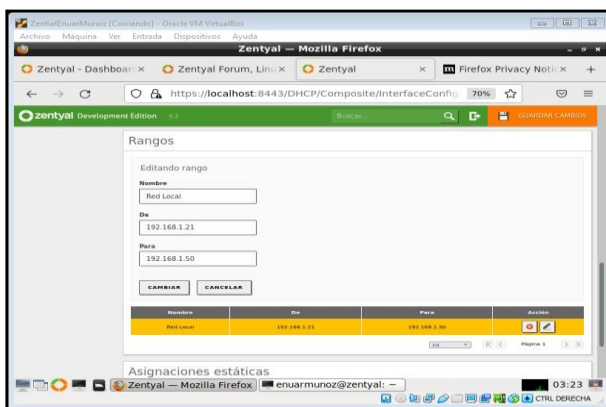 ZentialEnuarMunoz [Corriendo] - Oracle VM VirtualBox
Archivo Máquina Ver Entrada Dispositivos Ayuda
Zentyal — Mozilla Firefox
Zentyal - Dashboar × Zentyal Forum, Linux × Zentyal × Firefox Privacy Notic ×
https://localhost:8443/DHCP/Composite/InterfaceConfig 70%
zentyal Development Edition 6.2 Buscar... GUARDAR CAMBIOS
Rangos
Editando rango
Nombre
Red Local
De
192.168.1.21
Para
192.168.1.50
CAMBIAR CANCELAR
Nombre De Para Acción
Red Local 192.168.1.21 192.168.1.50
10 Página 1
Asignaciones estáticas
Zentyal — Mozilla Firefox enuarmunoz@zentyal: ~ 03:23
CTRL DERECHA